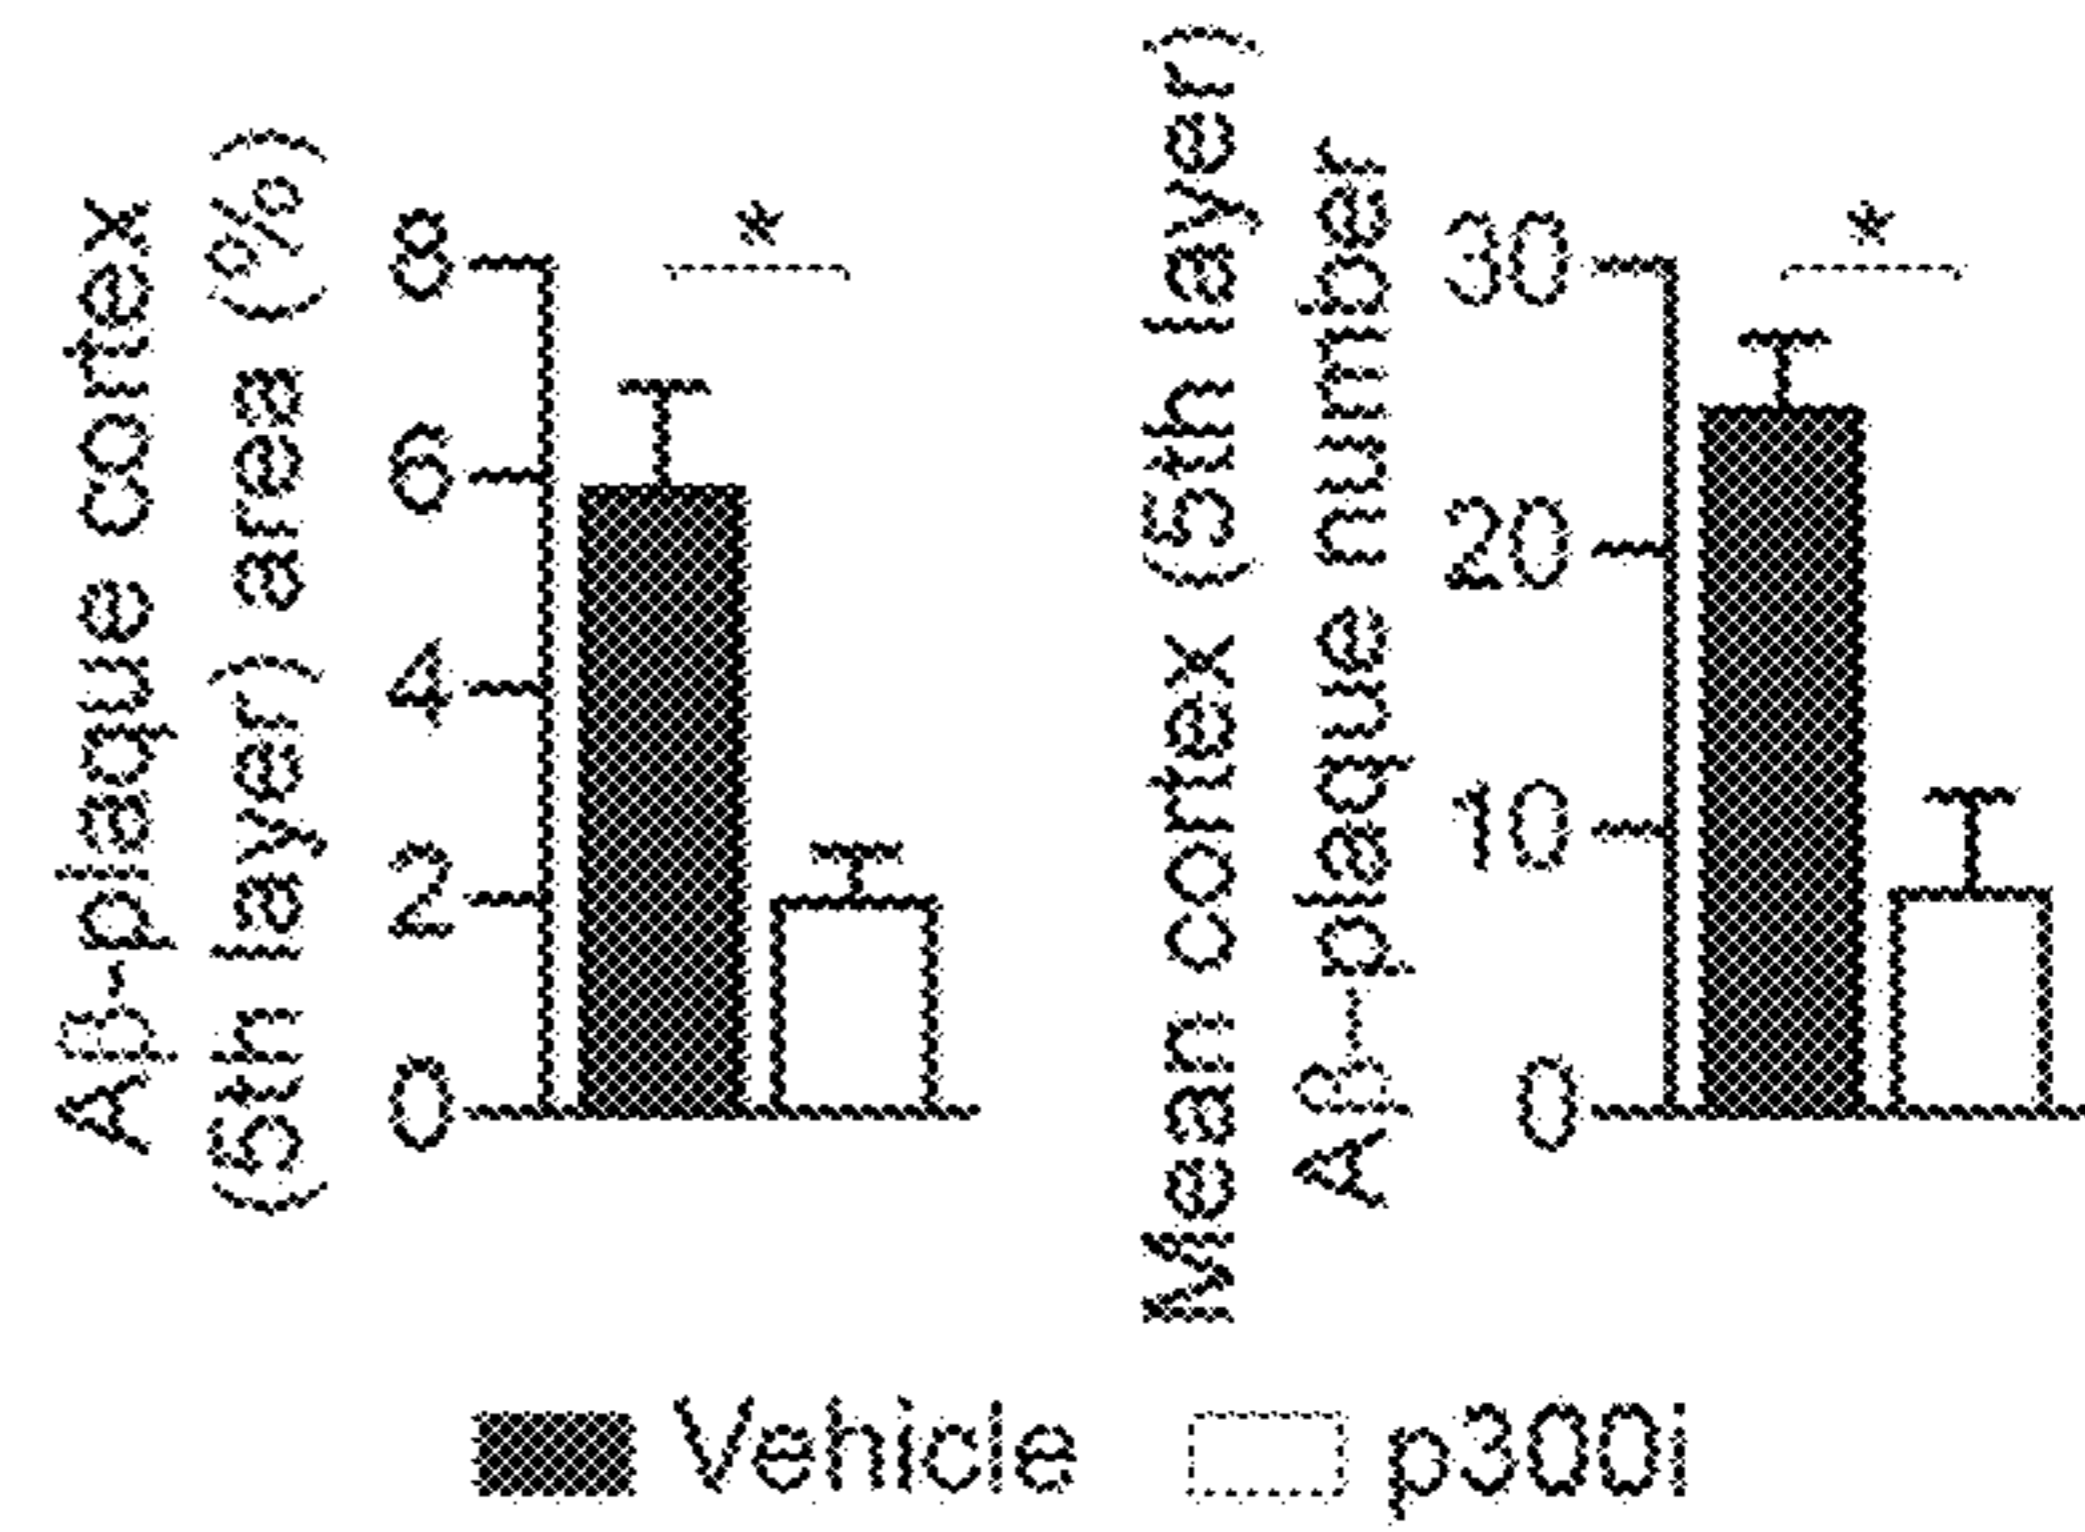 Aβ-plaque cortex
(5th layer) area (%)
8
6
4
2
0
*
Mean cortex (5th layer)
Aβ-plaque number
30
20
10
0
*
Vehicle
p300i